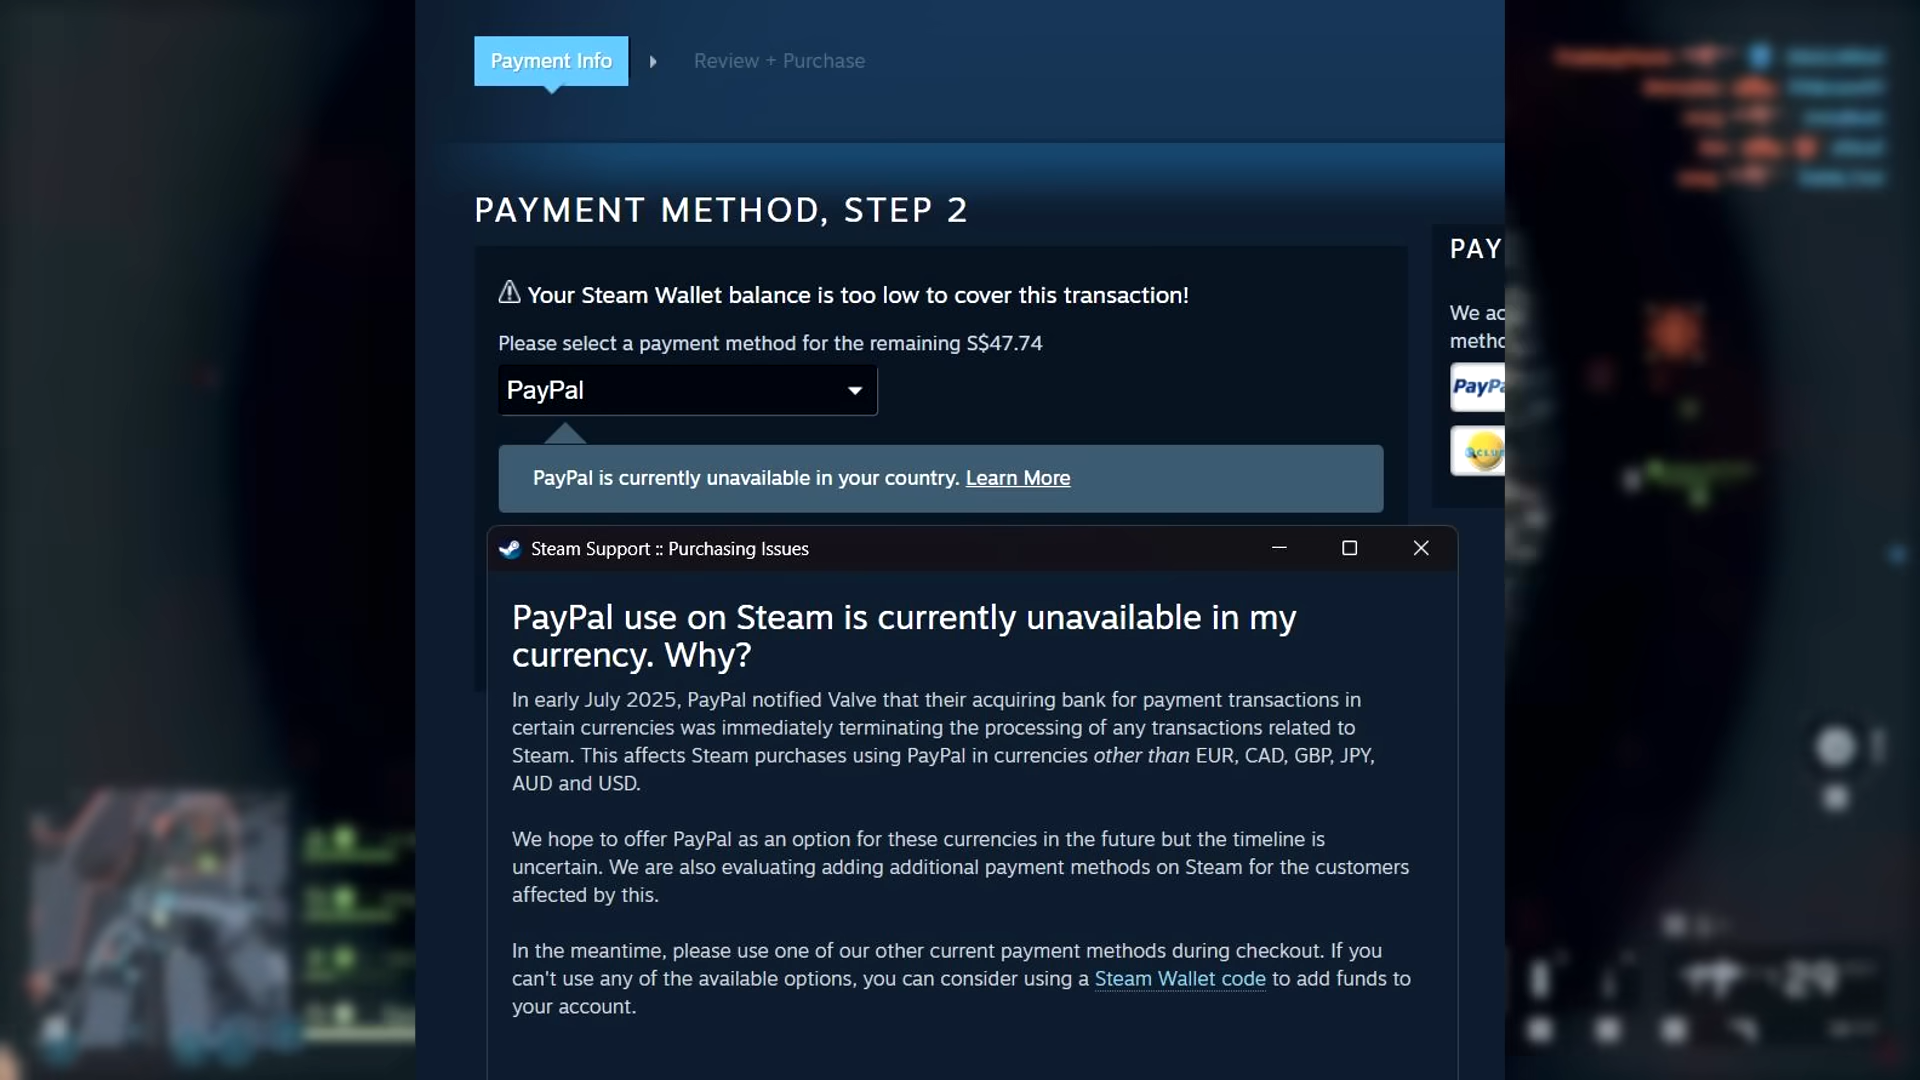 Payment Info
Review + Purchase
PAYMENT METHOD, STEP 2
Your Steam Wallet balance is too low to cover this transaction!
Please select a payment method for the remaining S$47.74
PayPal
PayPal is currently unavailable in your country. Learn More
PAY
We ac
metho
PayPa
CLU
Steam Support :: Purchasing Issues
PayPal use on Steam is currently unavailable in my
currency. Why?
In early July 2025, PayPal notified Valve that their acquiring bank for payment transactions in
certain currencies was immediately terminating the processing of any transactions related to
Steam. This affects Steam purchases using PayPal in currencies other than EUR, CAD, GBP, JPY,
AUD and USD.
We hope to offer PayPal as an option for these currencies in the future but the timeline is
uncertain. We are also evaluating adding additional payment methods on Steam for the customers
affected by this.
In the meantime, please use one of our other current payment methods during checkout. If you
can't use any of the available options, you can consider using a Steam Wallet code to add funds to
your account.